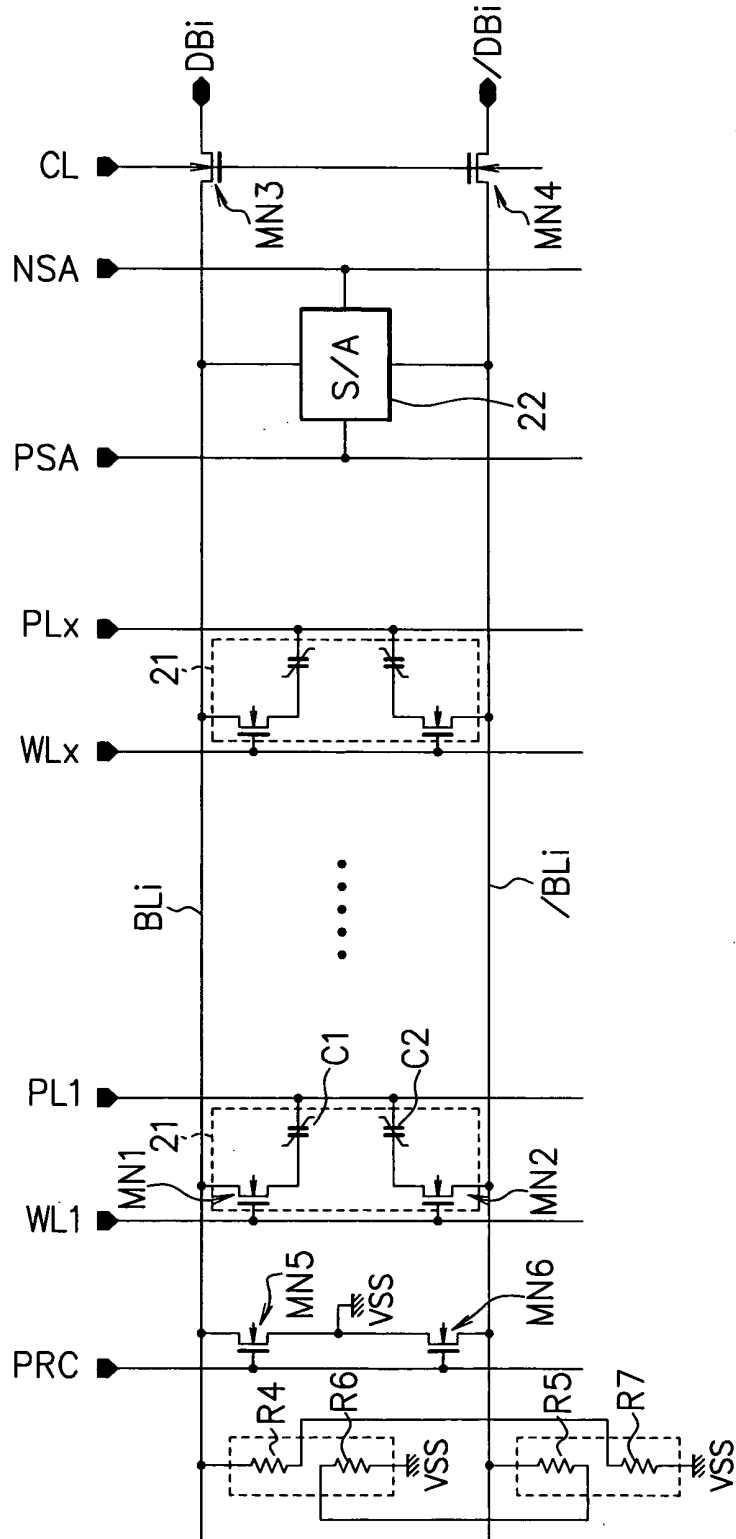 CL
NSA
PSA
PLx
WLx
PL1
WL1
PRC
DBi
/DBi
MN3
MN4
S/A
22
21
BLi
/BLi
21
MN1
C1
C2
MN2
MN5
VSS
MN6
R4
R6
VSS
R5
R7
VSS